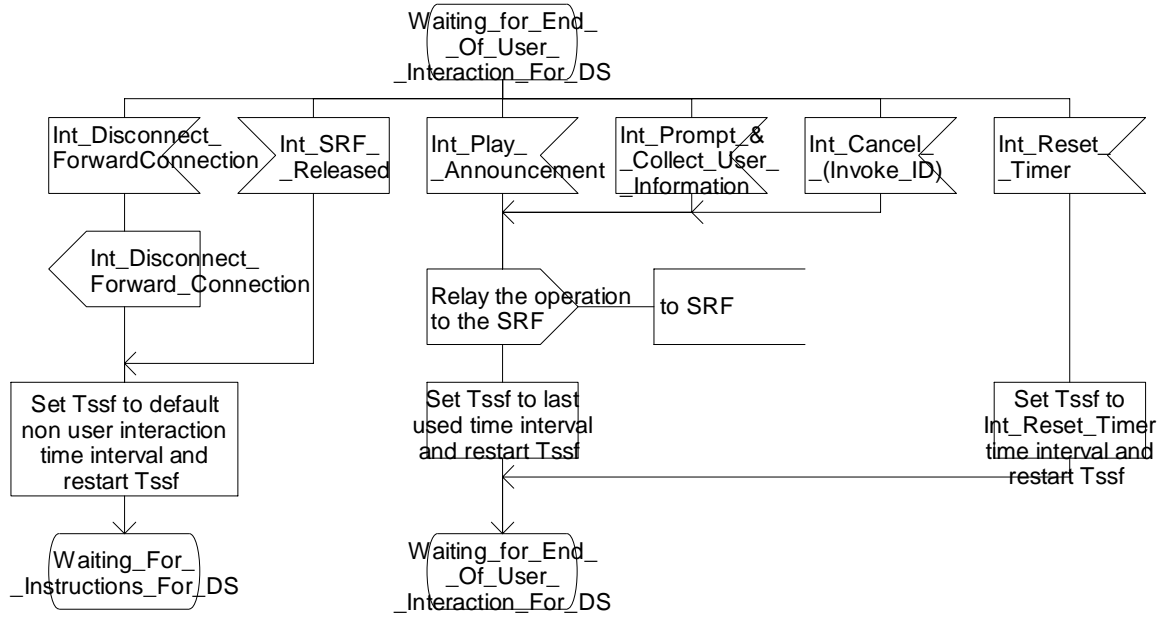 Waiting_for_End_
_Of_User_
_Interaction_For_DS
Int_Disconnect_
ForwardConnection
Int_SRF_
_Released
Int_Play_
_Announcement
Int_Prompt_&
_Collect_User_
_Information
Int_Cancel_
_(Invoke_ID)
Int_Reset_
_Timer
Int_Disconnect_
Forward_Connection
Relay the operation
to the SRF
to SRF
Set Tssf to default
non user interaction
time interval and
restart Tssf
Set Tssf to last
used time interval
and restart Tssf
Set Tssf to
Int_Reset_Timer
time interval and
restart Tssf
Waiting_For_
_Instructions_For_DS
Waiting_for_End_
_Of_User_
_Interaction_For_DS